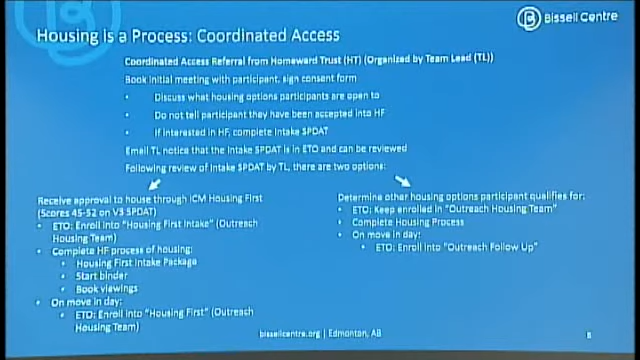 Housing is a Process: Coordinated Access
Bissell Centre
Coordinated Access Referral from Homeward Trust (HT) (Organized by Team Lead (TL))
Book initial meeting with participant, sign consent form
• Discuss what housing options participants are open to
• Do not tell participant they have been accepted into HF
• If interested in HF, complete Intake SPDAT
Email TL notice that the Intake SPDAT is in ETO and can be reviewed
Following review of Intake SPDAT by TL, there are two options:
Receive approval to house through ICM Housing First
(Scores 45-52 on V3 SPDAT)
• ETO: Enroll into "Housing First Intake" (Outreach
Housing Team)
• Complete HF process of housing:
• Housing First Intake Package
• Start binder
• Book viewings
• On move in day:
• ETO: Enroll into "Housing First" (Outreach
Housing Team)
Determine other housing options participant qualifies for:
• ETO: Keep enrolled in "Outreach Housing Team"
• Complete Housing Process
• On move in day:
• ETO: Enroll into "Outreach Follow Up"
bissellcentre.org | Edmonton, AB